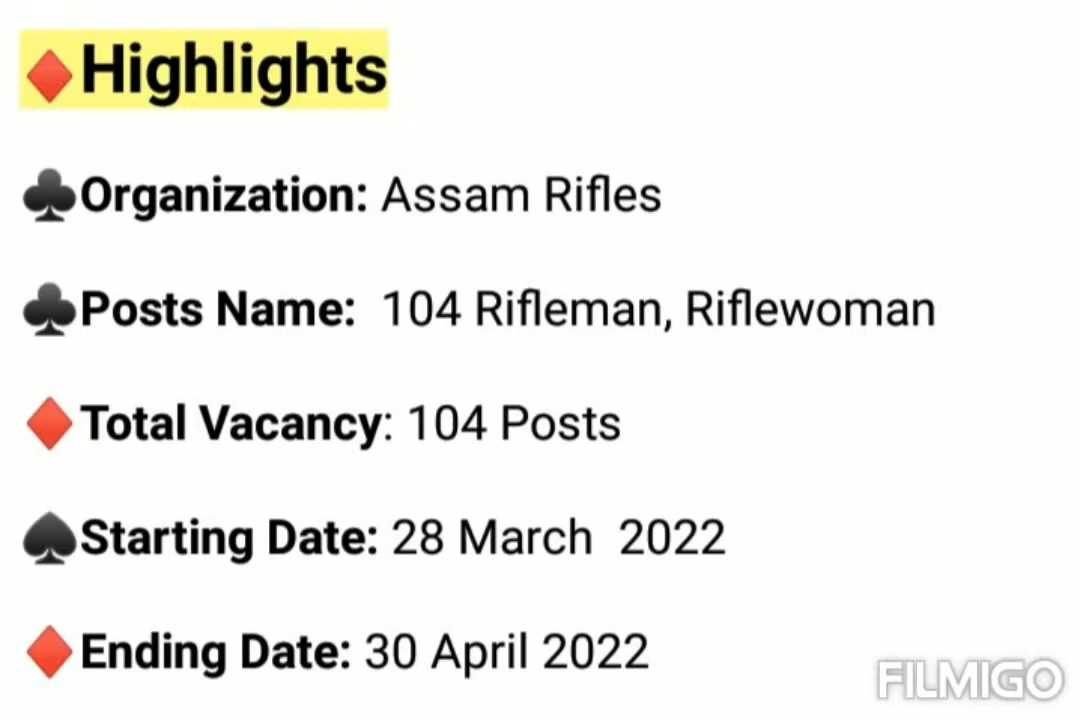 ♦Highlights
♣Organization: Assam Rifles
♣Posts Name: 104 Rifleman, Riflewoman
♦Total Vacancy: 104 Posts
♠Starting Date: 28 March 2022
♦Ending Date: 30 April 2022
FILMIGO